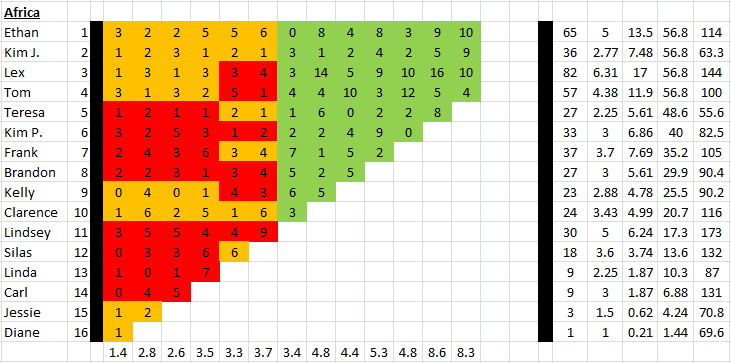 Africa
Ethan 1 3 2 2 5 5 6 0 8 4 8 3 9 10 65 5 13.5 56.8 114
Kim J. 2 1 2 3 1 2 1 3 1 2 4 2 5 9 36 2.77 7.48 56.8 63.3
Lex 3 1 3 1 3 3 4 3 14 5 9 10 16 10 82 6.31 17 56.8 144
Tom 4 3 1 3 2 5 1 4 4 10 3 12 5 4 57 4.38 11.9 56.8 100
Teresa 5 1 2 1 1 2 1 1 6 0 2 2 8 27 2.25 5.61 48.6 55.6
Kim P. 6 3 2 5 3 1 2 2 2 4 9 0 33 3 6.86 40 82.5
Frank 7 2 4 3 6 3 4 7 1 5 2 37 3.7 7.69 35.2 105
Brandon 8 2 2 3 1 3 4 5 2 5 27 3 5.61 29.9 90.4
Kelly 9 0 4 0 1 4 3 6 5 23 2.88 4.78 25.5 90.2
Clarence 10 1 6 2 5 1 6 3 24 3.43 4.99 20.7 116
Lindsey 11 3 5 5 4 4 9 30 5 6.24 17.3 173
Silas 12 0 3 3 6 6 18 3.6 3.74 13.6 132
Linda 13 1 0 1 7 9 2.25 1.87 10.3 87
Carl 14 0 4 5 9 3 1.87 6.88 131
Jessie 15 1 2 3 1.5 0.62 4.24 70.8
Diane 16 1 1 1 0.21 1.44 69.6
1.4 2.8 2.6 3.5 3.3 3.7 3.4 4.8 4.4 5.3 4.8 8.6 8.3